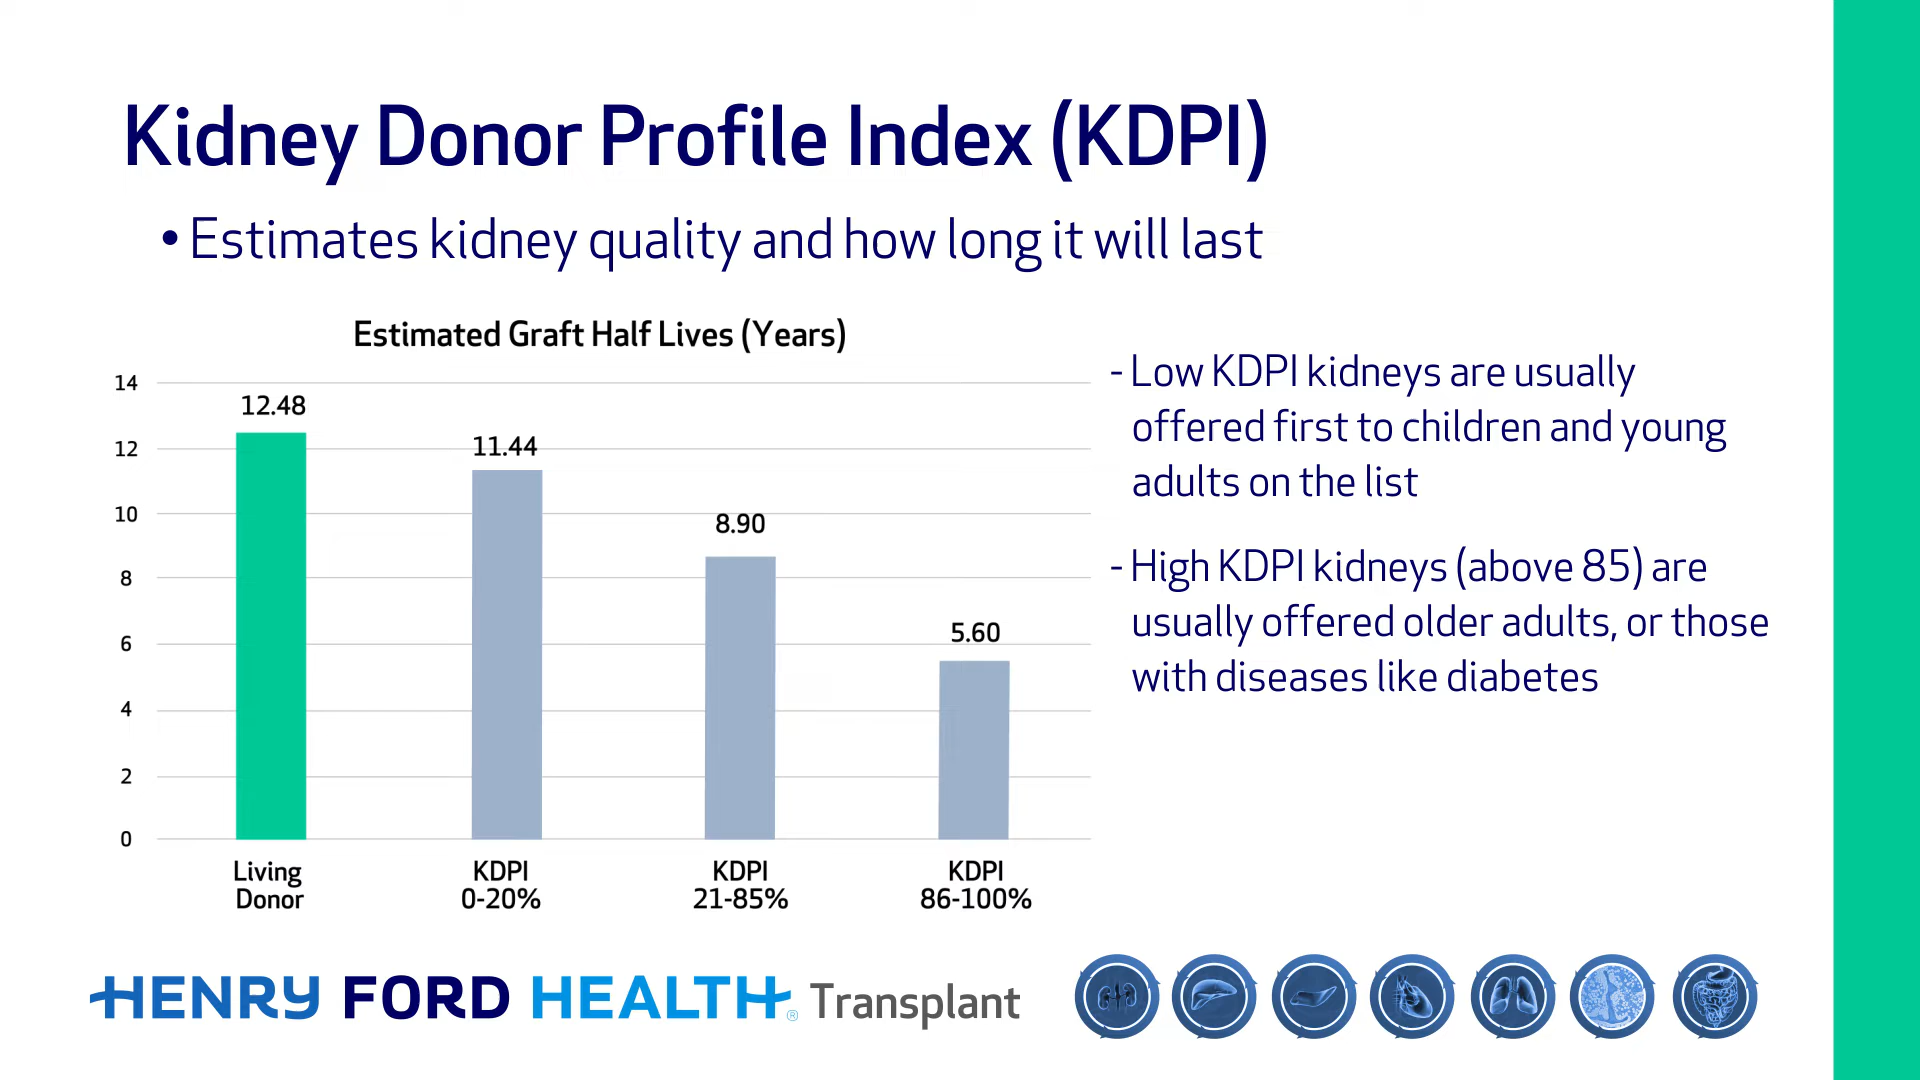 Kidney Donor Profile Index (KDPI)
• Estimates kidney quality and how long it will last
Estimated Graft Half Lives (Years)
14
12
10
8
6
4
2
0
12.48
11.44
8.90
5.60
Living
Donor
KDPI
0-20%
KDPI
21-85%
KDPI
86-100%
- Low KDPI kidneys are usually
offered first to children and young
adults on the list
- High KDPI kidneys (above 85) are
usually offered older adults, or those
with diseases like diabetes
HENRY FORD HEALTH® Transplant